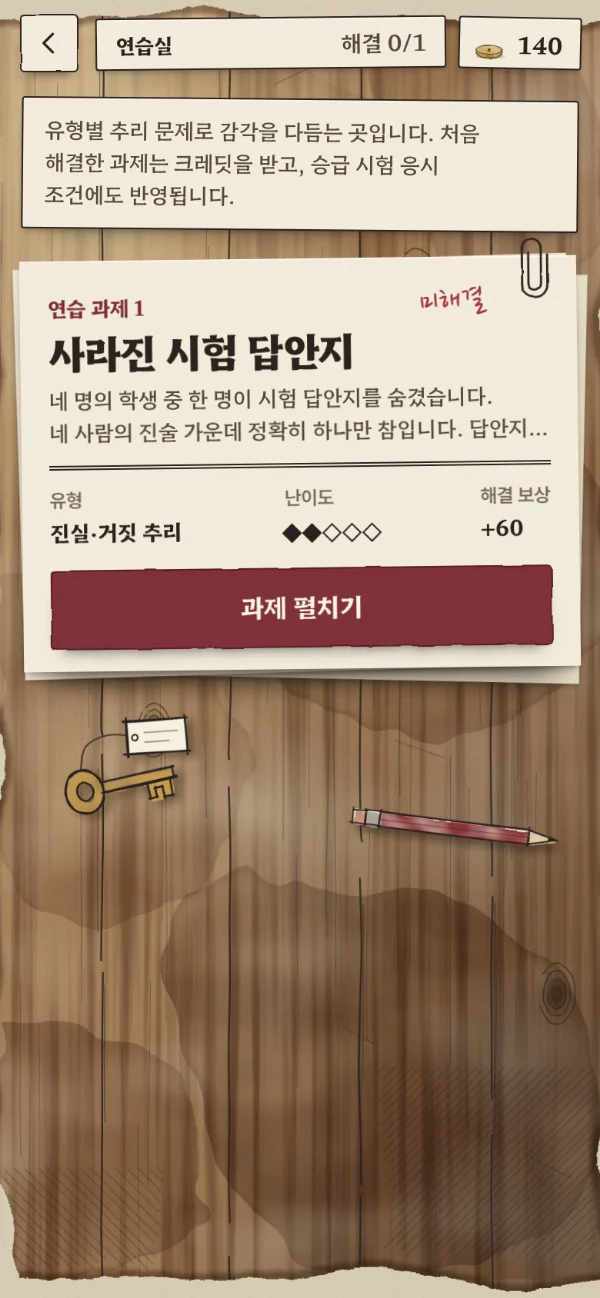 연습실
해결 0/1
140
유형별 추리 문제로 감각을 다듬는 곳입니다. 처음
해결한 과제는 크레딧을 받고, 승급 시험 응시
조건에도 반영됩니다.
연습 과제 1
미해결
사라진 시험 답안지
네 명의 학생 중 한 명이 시험 답안지를 숨겼습니다.
네 사람의 진술 가운데 정확히 하나만 참입니다. 답안지...
유형
난이도
해결 보상
진실·거짓 추리
◆◆◇◇◇
+60
과제 펼치기